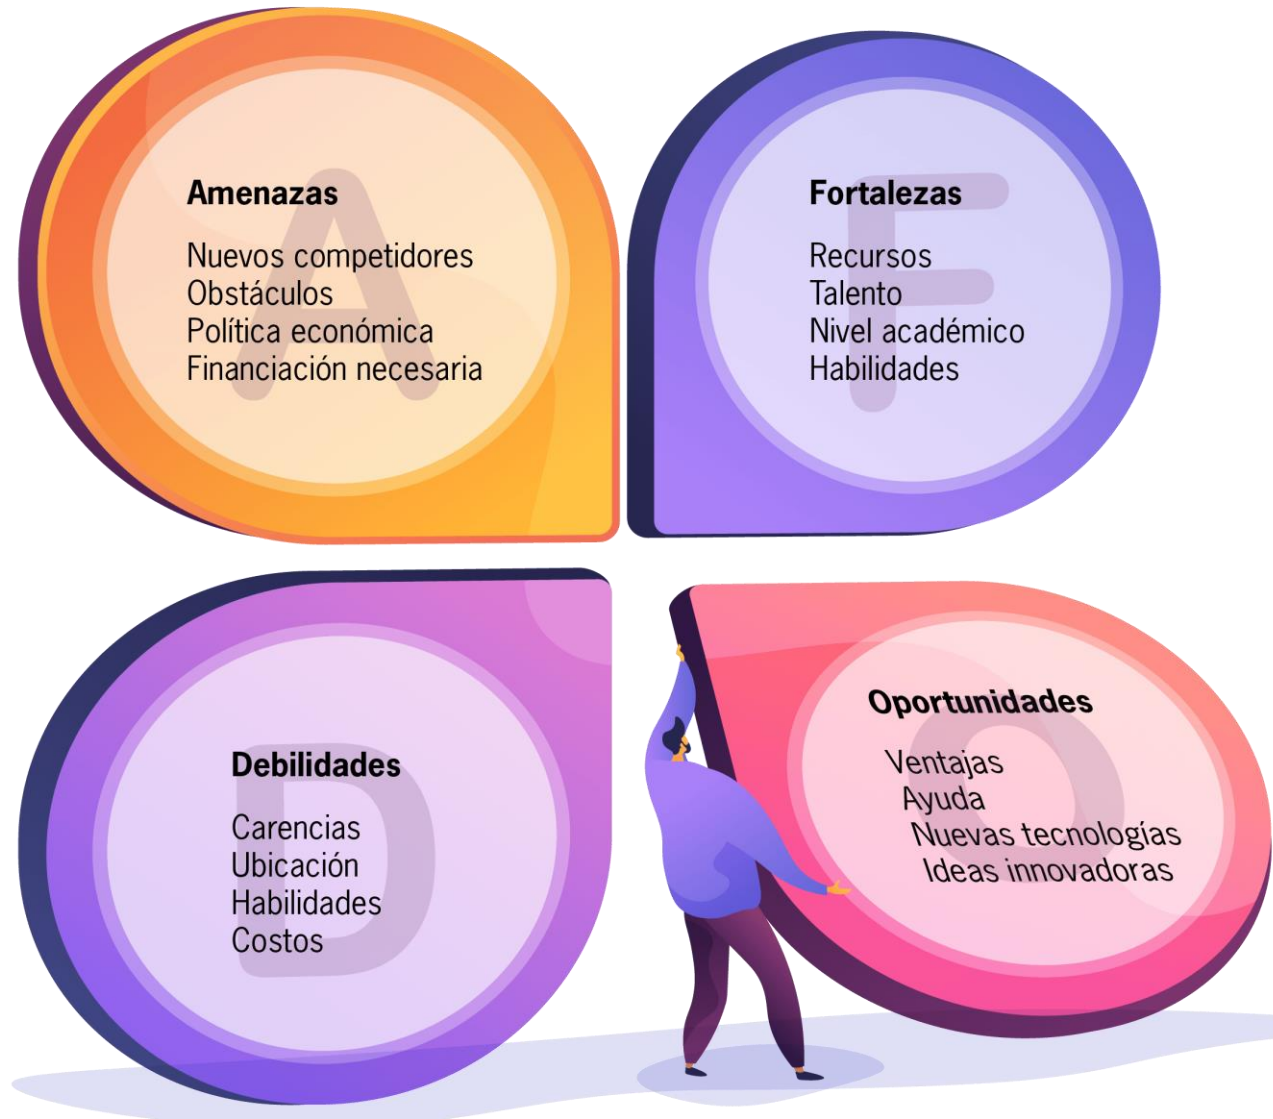 A
Amenazas
Nuevos competidores
Obstáculos
Política económica
Financiación necesaria
F
Fortalezas
Recursos
Talento
Nivel académico
Habilidades
D
Debilidades
Carencias
Ubicación
Habilidades
Costos
O
Oportunidades
Ventajas
Ayuda
Nuevas tecnologías
Ideas innovadoras